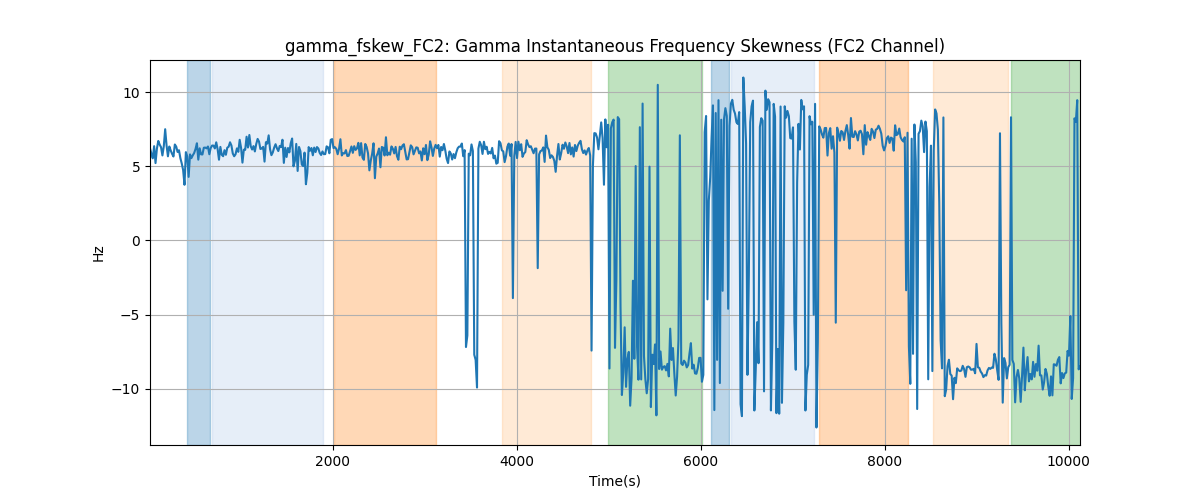 gamma_fskew_FC2: Gamma Instantaneous Frequency Skewness (FC2 Channel)
Hz
10
5
0
−5
−10
2000 4000 6000 8000 10000
Time(s)